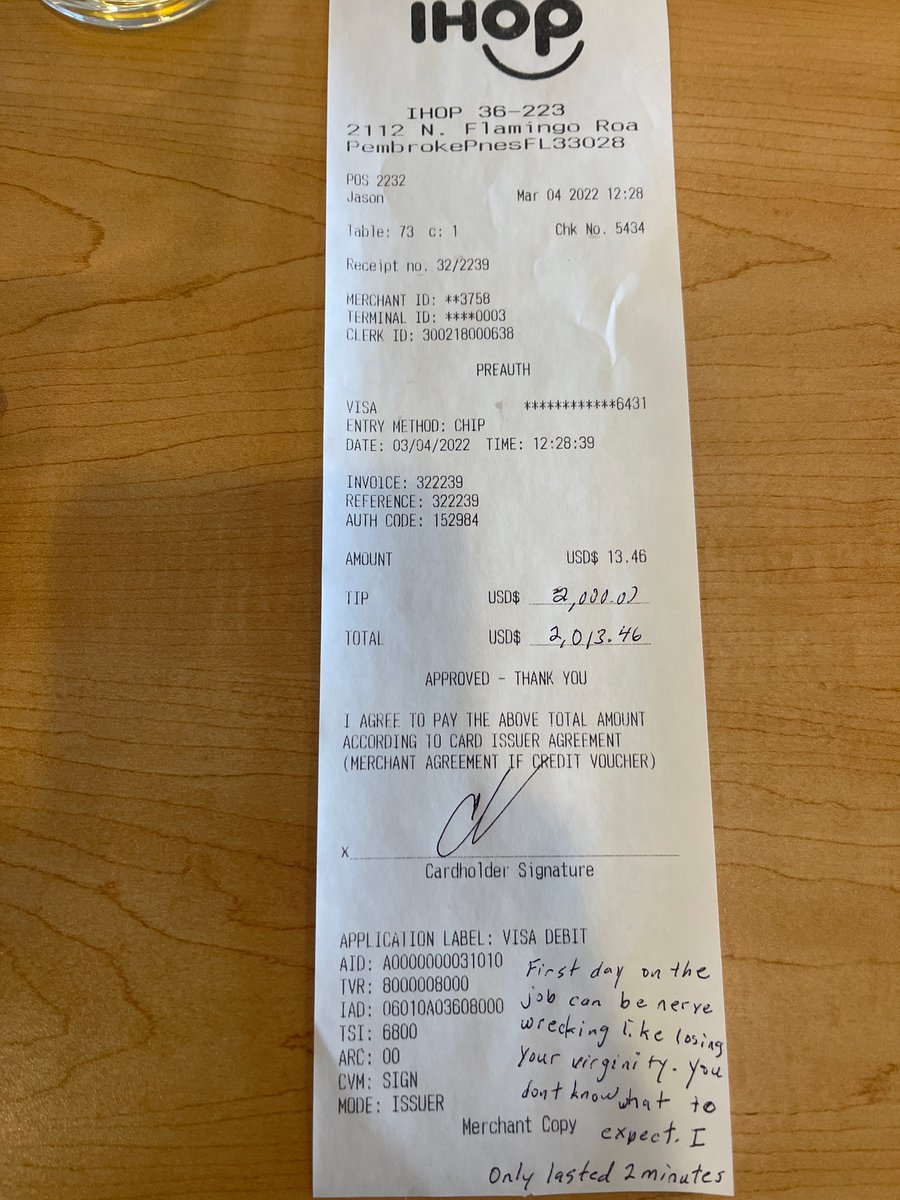 IHOP
IHOP 36-223
2112 N. Flamingo Roa
PembrokePnesFL33028
POS 2232
Jason Mar 04 2022 12:28
Table: 73 c: 1 Chk No. 5434
Receipt no. 32/2239
MERCHANT ID: **3758
TERMINAL ID: ****0003
CLERK ID: 300218000638
PREAUTH
VISA ************6431
ENTRY METHOD: CHIP
DATE: 03/04/2022 TIME: 12:28:39
INVOICE: 322239
REFERENCE: 322239
AUTH CODE: 152984
AMOUNT USD$ 13.46
TIP USD$ 2,000.00
TOTAL USD$ 2,013.46
APPROVED - THANK YOU
I AGREE TO PAY THE ABOVE TOTAL AMOUNT
ACCORDING TO CARD ISSUER AGREEMENT
(MERCHANT AGREEMENT IF CREDIT VOUCHER)
X
Cardholder Signature
APPLICATION LABEL: VISA DEBIT
AID: A0000000031010
TVR: 8000008000
IAD: 06010A03608000
TSI: 6800
ARC: 00
CVM: SIGN
MODE: ISSUER
Merchant Copy
First day on the
job can be nerve
wrecking like losing
your virginity. You
dont know what to
expect. I
Only lasted 2 minutes